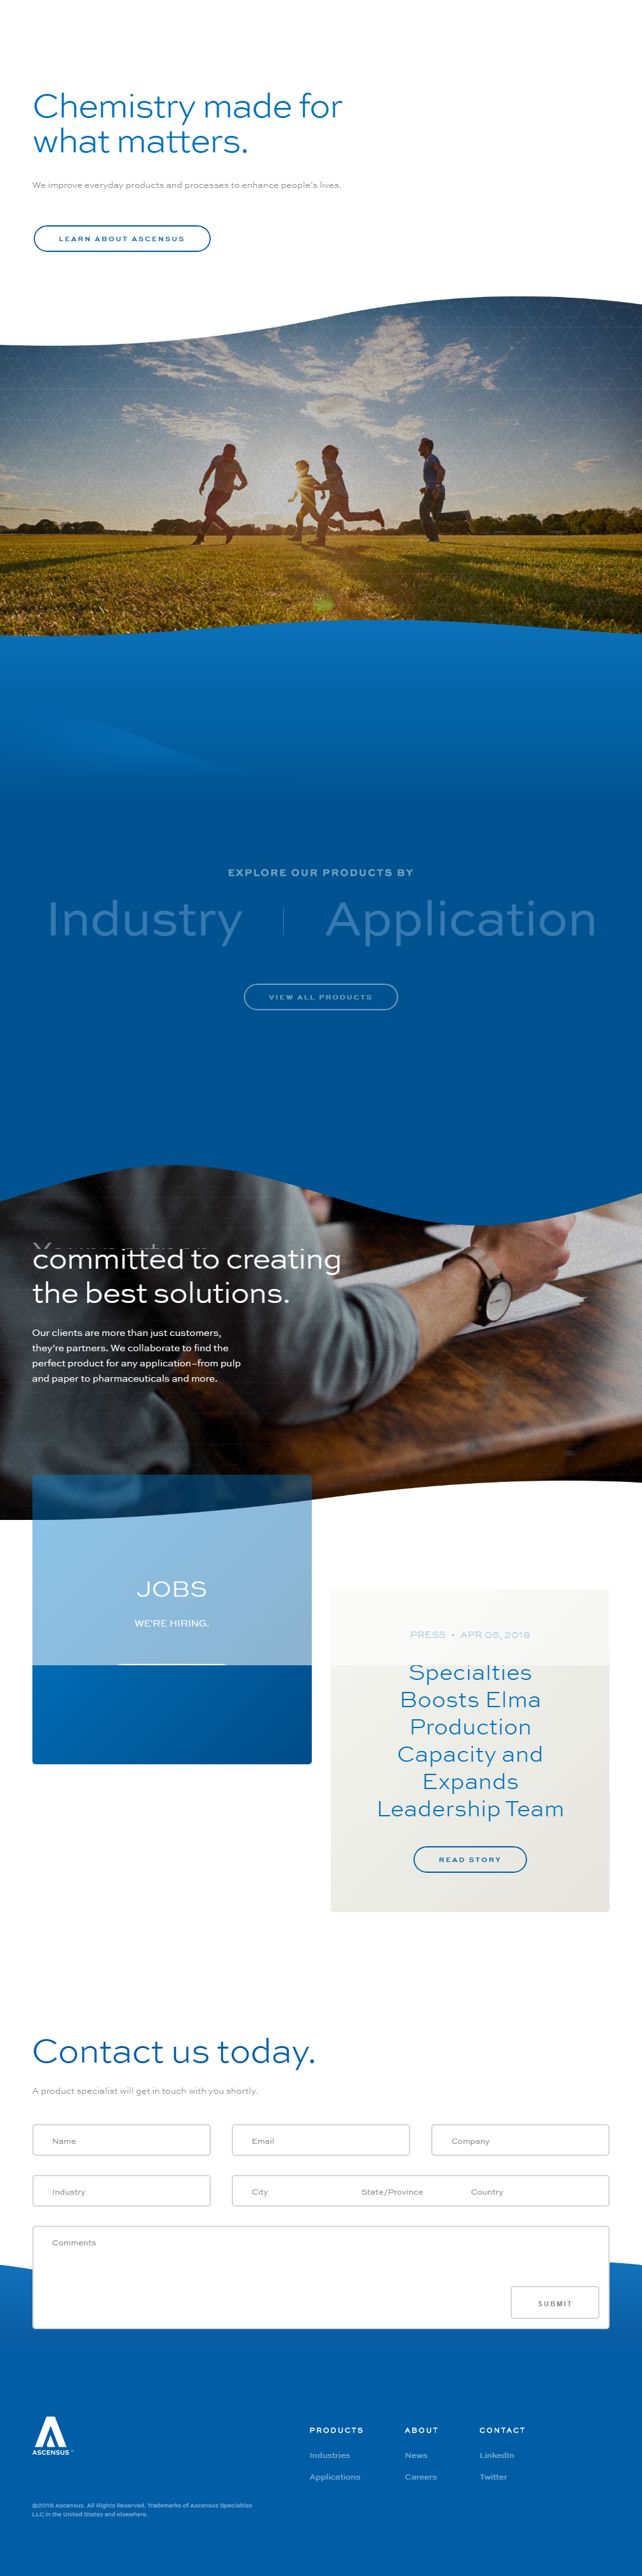 Chemistry made for
what matters.
We improve everyday products and processes to enhance people's lives.
LEARN ABOUT ASCENSUS
EXPLORE OUR PRODUCTS BY
Industry
Application
VIEW ALL PRODUCTS
committed to creating
the best solutions.
Our clients are more than just customers,
they're partners. We collaborate to find the
perfect product for any application–from pulp
and paper to pharmaceuticals and more.
JOBS
WE'RE HIRING.
PRESS • APR 05, 2018
Specialties
Boosts Elma
Production
Capacity and
Expands
Leadership Team
READ STORY
Contact us today.
A product specialist will get in touch with you shortly.
Name
Email
Company
Industry
City
State/Province
Country
Comments
SUBMIT
ASCENSUS™
PRODUCTS
Industries
Applications
ABOUT
News
Careers
CONTACT
LinkedIn
Twitter
©2018 Ascensus. All Rights Reserved. Trademarks of Ascensus Specialties
LLC in the United States and elsewhere.